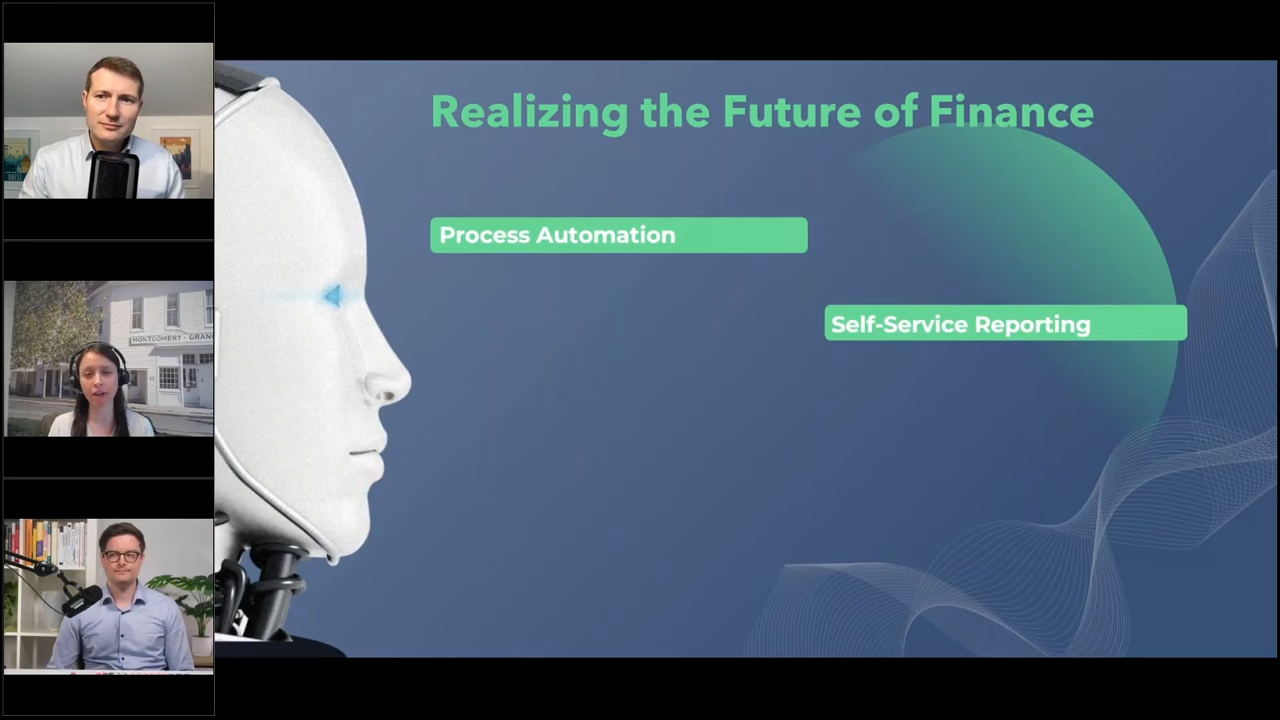 Realizing the Future of Finance
Process Automation
Self-Service Reporting
MONTGOMERY - GRAN